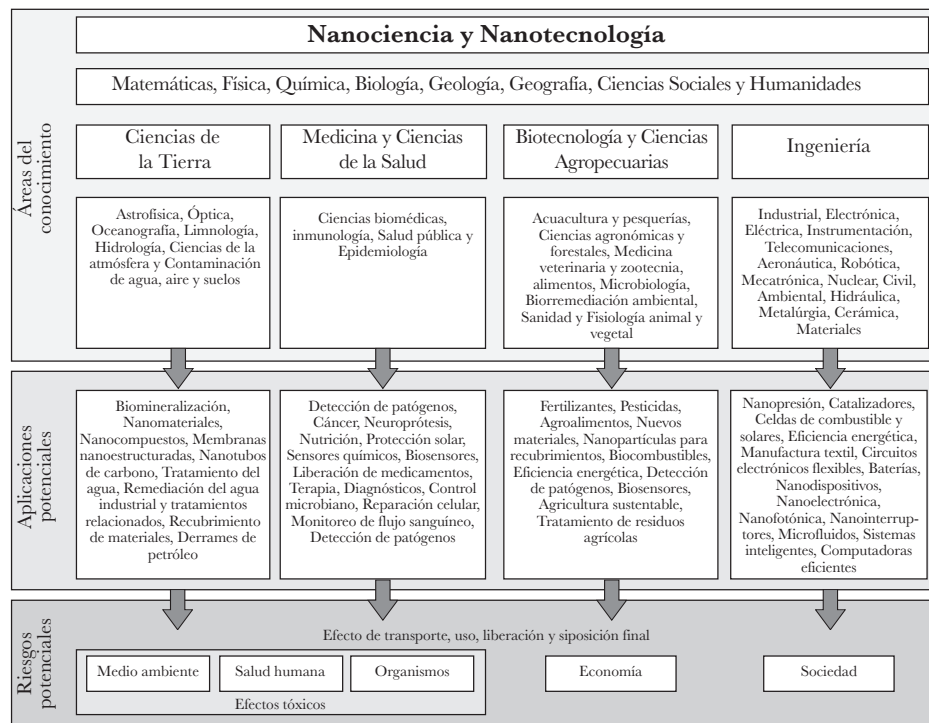 Nanociencia y Nanotecnología
Matemáticas, Física, Química, Biología, Geología, Geografía, Ciencias Sociales y Humanidades
Áreas del
conocimiento
Ciencias de
la Tierra
Medicina y Ciencias
de la Salud
Biotecnología y Ciencias
Agropecuarias
Ingeniería
Astrofísica, Óptica,
Oceanografía, Limnología,
Hidrología, Ciencias de la
atmósfera y Contaminación
de agua, aire y suelos
Ciencias biomédicas,
inmunología, Salud pública y
Epidemiología
Acuacultura y pesquerías,
Ciencias agronómicas y
forestales, Medicina
veterinaria y zootecnia,
alimentos, Microbiología,
Biorremediación ambiental,
Sanidad y Fisiología animal y
vegetal
Industrial, Electrónica,
Eléctrica, Instrumentación,
Telecomunicaciones,
Aeronáutica, Robótica,
Mecatrónica, Nuclear, Civil,
Ambiental, Hidráulica,
Metalúrgia, Cerámica,
Materiales
Aplicaciones
potenciales
Biomineralización,
Nanomateriales,
Nanocompuestos, Membranas
nanoestructuradas, Nanotubos
de carbono, Tratamiento del
agua, Remediación del agua
industrial y tratamientos
relacionados, Recubrimiento
de materiales, Derrames de
petróleo
Detección de patógenos,
Cáncer, Neuroprótesis,
Nutrición, Protección solar,
Sensores químicos, Biosensores,
Liberación de medicamentos,
Terapia, Diagnósticos, Control
microbiano, Reparación celular,
Monitoreo de flujo sanguíneo,
Detección de patógenos
Fertilizantes, Pesticidas,
Agroalimentos, Nuevos
materiales, Nanopartículas para
recubrimientos, Biocombustibles,
Eficiencia energética, Detección
de patógenos, Biosensores,
Agricultura sustentable,
Tratamiento de residuos
agrícolas
Nanopresión, Catalizadores,
Celdas de combustible y
solares, Eficiencia energética,
Manufactura textil, Circuitos
electrónicos flexibles, Baterías,
Nanodispositivos,
Nanoelectrónica,
Nanofotónica, Nanointerrup-
tores, Microfluidos, Sistemas
inteligentes, Computadoras
eficientes
Riesgos
potenciales
Efecto de transporte, uso, liberación y siposición final
Medio ambiente
Salud humana
Organismos
Economía
Sociedad
Efectos tóxicos